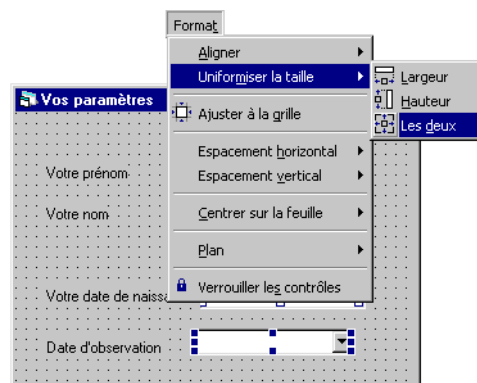 Format
Aligner
Uniformiser la taille
Largeur
Vos paramètres
Hauteur
Ajuster à la grille
Les deux
Espacement horizontal
Votre prénom
Espacement vertical
Votre nom
Centrer sur la feuille
Plan
Verrouiller les contrôles
Votre date de
Date d'observation